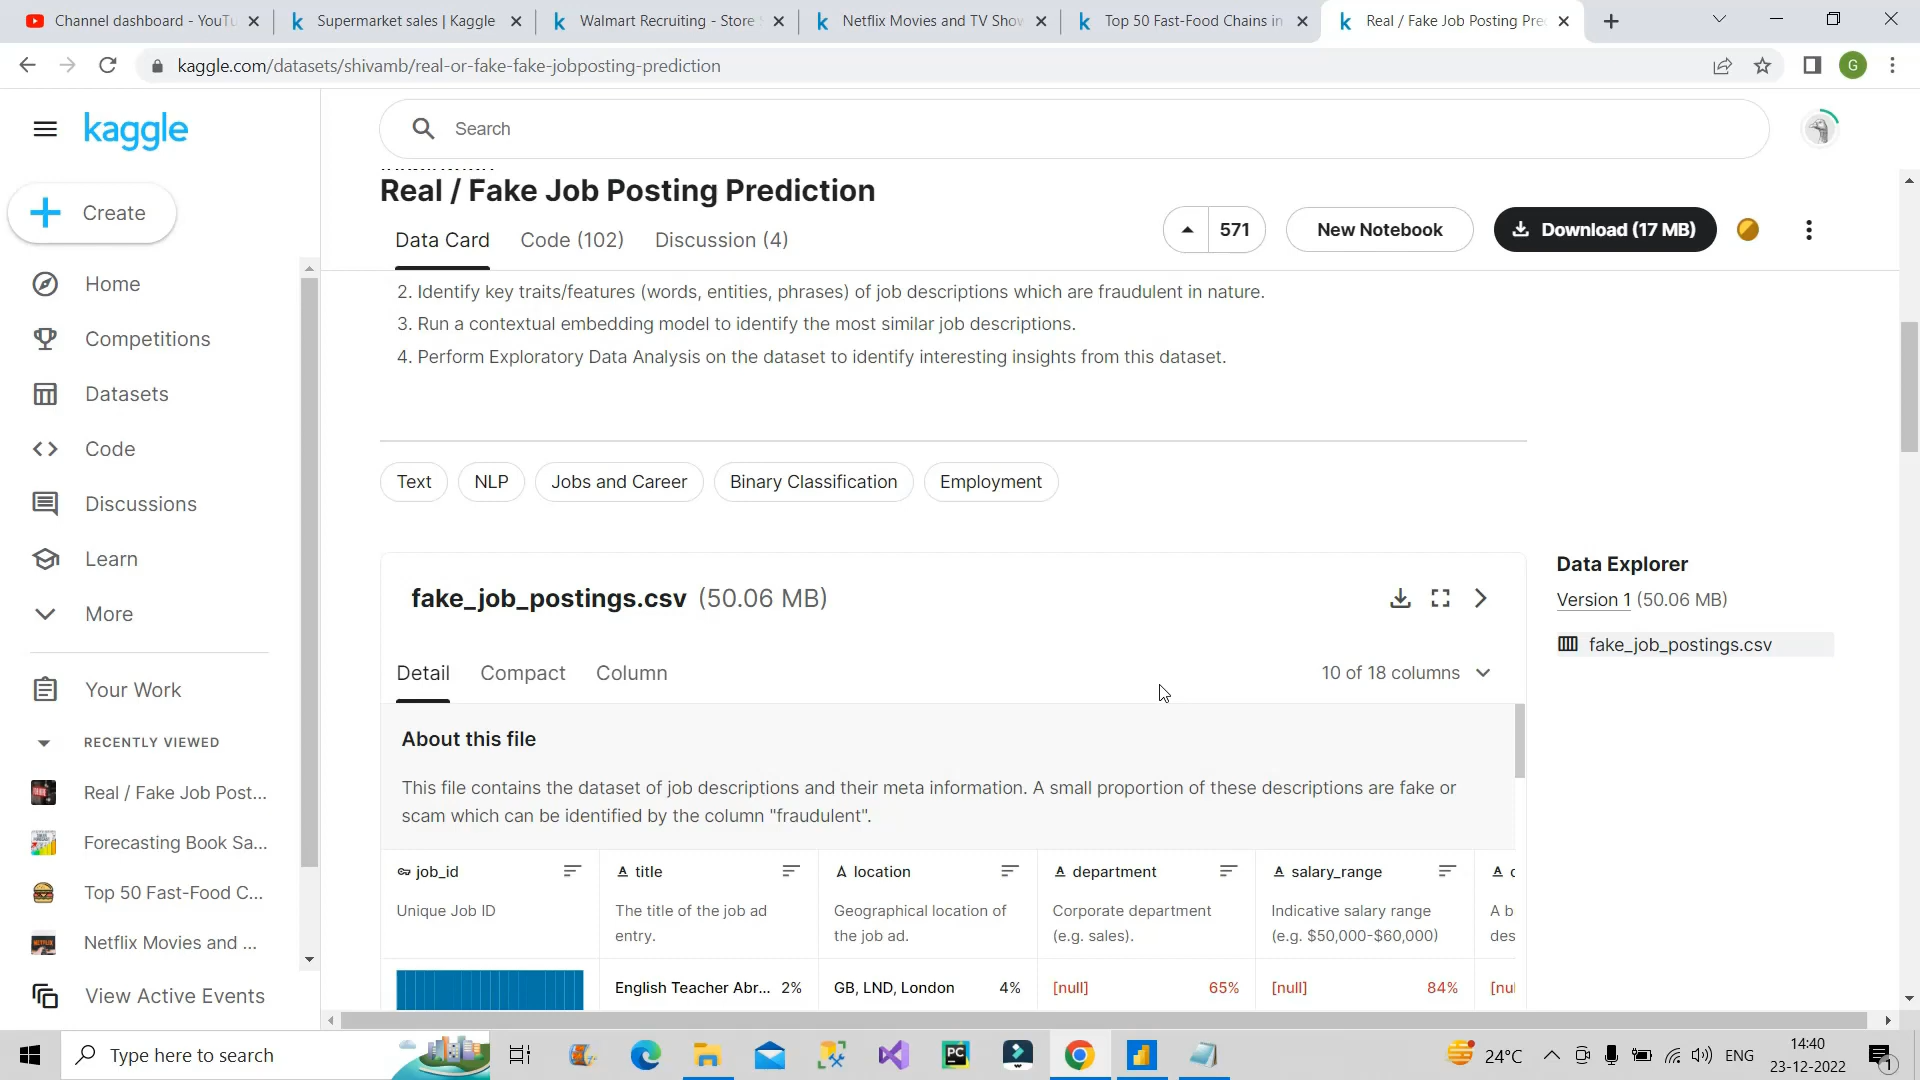 Channel dashboard - YouTu
Supermarket sales | Kaggle
Walmart Recruiting - Store
Netflix Movies and TV Show
Top 50 Fast-Food Chains in
Real / Fake Job Posting Pre
kaggle.com/datasets/shivamb/real-or-fake-fake-jobposting-prediction
G
kaggle
Search
Create
Home
Competitions
Datasets
Code
Discussions
Learn
More
Your Work
RECENTLY VIEWED
Real / Fake Job Post...
Forecasting Book Sa...
Top 50 Fast-Food C...
Netflix Movies and ...
View Active Events
Real / Fake Job Posting Prediction
Data Card
Code (102)
Discussion (4)
571
New Notebook
Download (17 MB)
2. Identify key traits/features (words, entities, phrases) of job descriptions which are fraudulent in nature.
3. Run a contextual embedding model to identify the most similar job descriptions.
4. Perform Exploratory Data Analysis on the dataset to identify interesting insights from this dataset.
Text
NLP
Jobs and Career
Binary Classification
Employment
fake_job_postings.csv (50.06 MB)
Detail
Compact
Column
10 of 18 columns
About this file
This file contains the dataset of job descriptions and their meta information. A small proportion of these descriptions are fake or
scam which can be identified by the column "fraudulent".
job_id
Unique Job ID
title
The title of the job ad
entry.
location
Geographical location of
the job ad.
department
Corporate department
(e.g. sales).
salary_range
Indicative salary range
(e.g. $50,000-$60,000)
A b
des
English Teacher Abr... 2%
GB, LND, London 4%
[null] 65%
[null] 84%
[nul
Data Explorer
Version 1 (50.06 MB)
fake_job_postings.csv
Type here to search
PC
24°C
ENG
14:40
23-12-2022
1